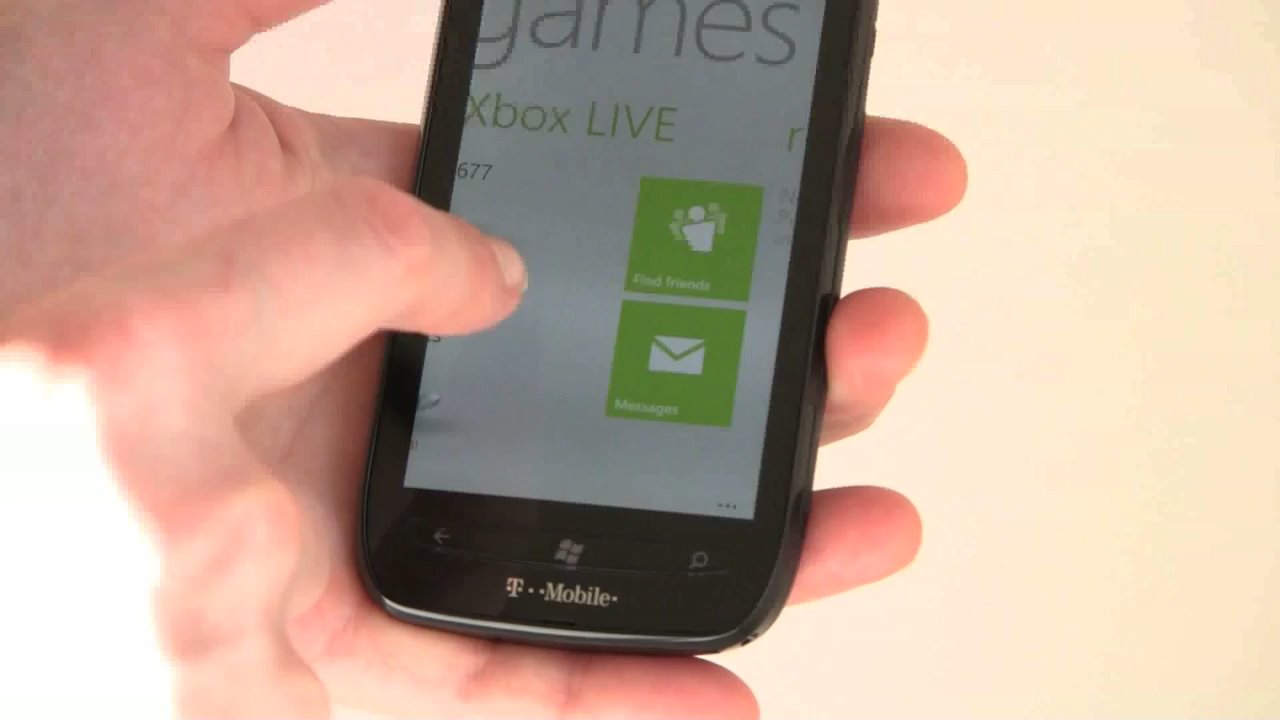 games
Xbox LIVE
r
677
Find friends
Messages
T··Mobile·